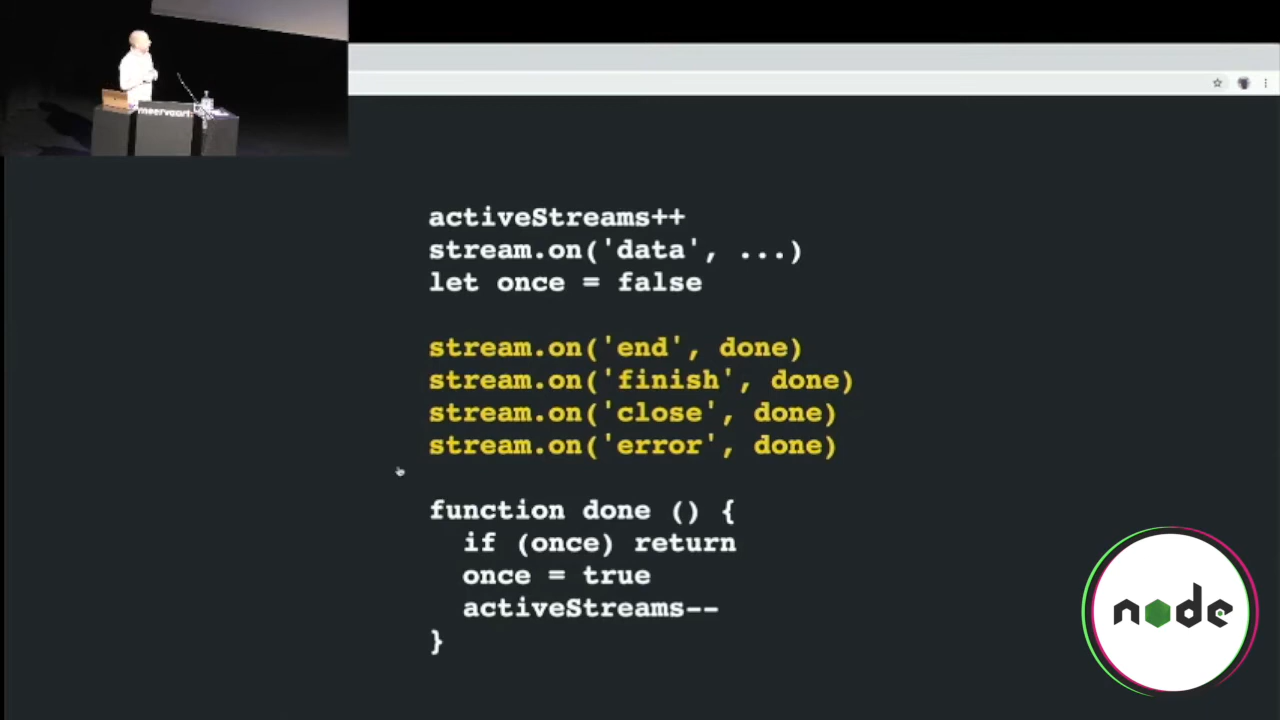 meervaart
activeStreams++
stream.on('data', ...)
let once = false
stream.on('end', done)
stream.on('finish', done)
stream.on('close', done)
stream.on('error', done)
function done () {
if (once) return
once = true
activeStreams--
}
node